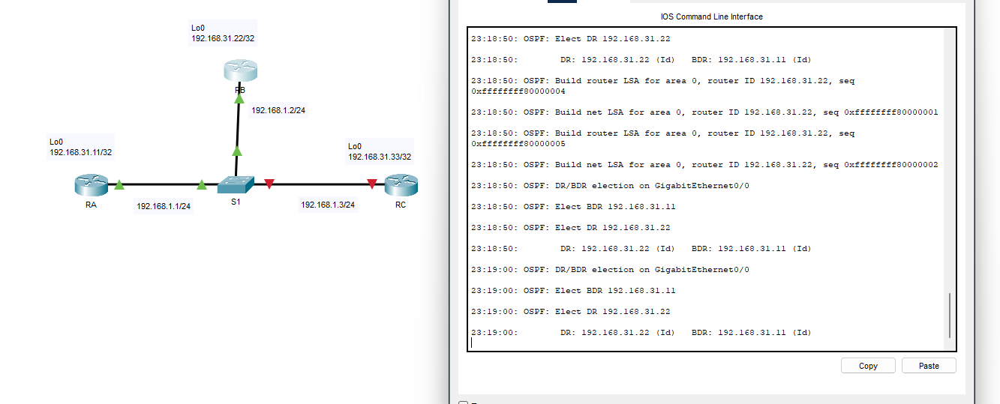 Lo0
192.168.31.22/32
RB
192.168.1.2/24
Lo0
192.168.31.11/32
Lo0
192.168.31.33/32
RA
192.168.1.1/24
S1
192.168.1.3/24
RC
IOS Command Line Interface
23:18:50: OSPF: Elect DR 192.168.31.22
23:18:50: DR: 192.168.31.22 (Id) BDR: 192.168.31.11 (Id)
23:18:50: OSPF: Build router LSA for area 0, router ID 192.168.31.22, seq
0xffffffff80000004
23:18:50: OSPF: Build net LSA for area 0, router ID 192.168.31.22, seq 0xffffffff80000001
23:18:50: OSPF: Build router LSA for area 0, router ID 192.168.31.22, seq
0xffffffff80000005
23:18:50: OSPF: Build net LSA for area 0, router ID 192.168.31.22, seq 0xffffffff80000002
23:18:50: OSPF: DR/BDR election on GigabitEthernet0/0
23:18:50: OSPF: Elect BDR 192.168.31.11
23:18:50: OSPF: Elect DR 192.168.31.22
23:18:50: DR: 192.168.31.22 (Id) BDR: 192.168.31.11 (Id)
23:19:00: OSPF: DR/BDR election on GigabitEthernet0/0
23:19:00: OSPF: Elect BDR 192.168.31.11
23:19:00: OSPF: Elect DR 192.168.31.22
23:19:00: DR: 192.168.31.22 (Id) BDR: 192.168.31.11 (Id)
Copy
Paste